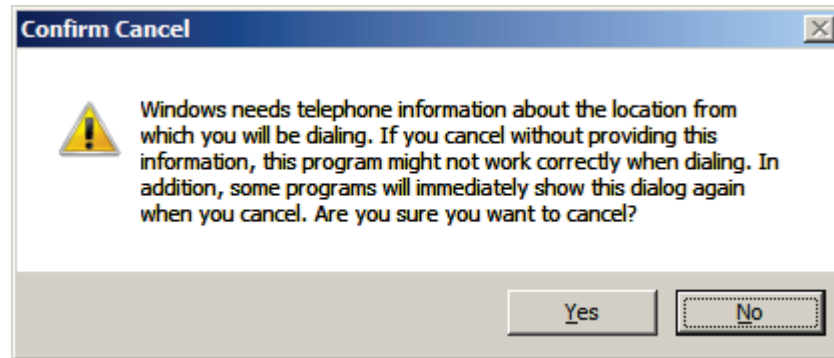 Confirm Cancel
Windows needs telephone information about the location from
which you will be dialing. If you cancel without providing this
information, this program might not work correctly when dialing. In
addition, some programs will immediately show this dialog again
when you cancel. Are you sure you want to cancel?
Yes
No